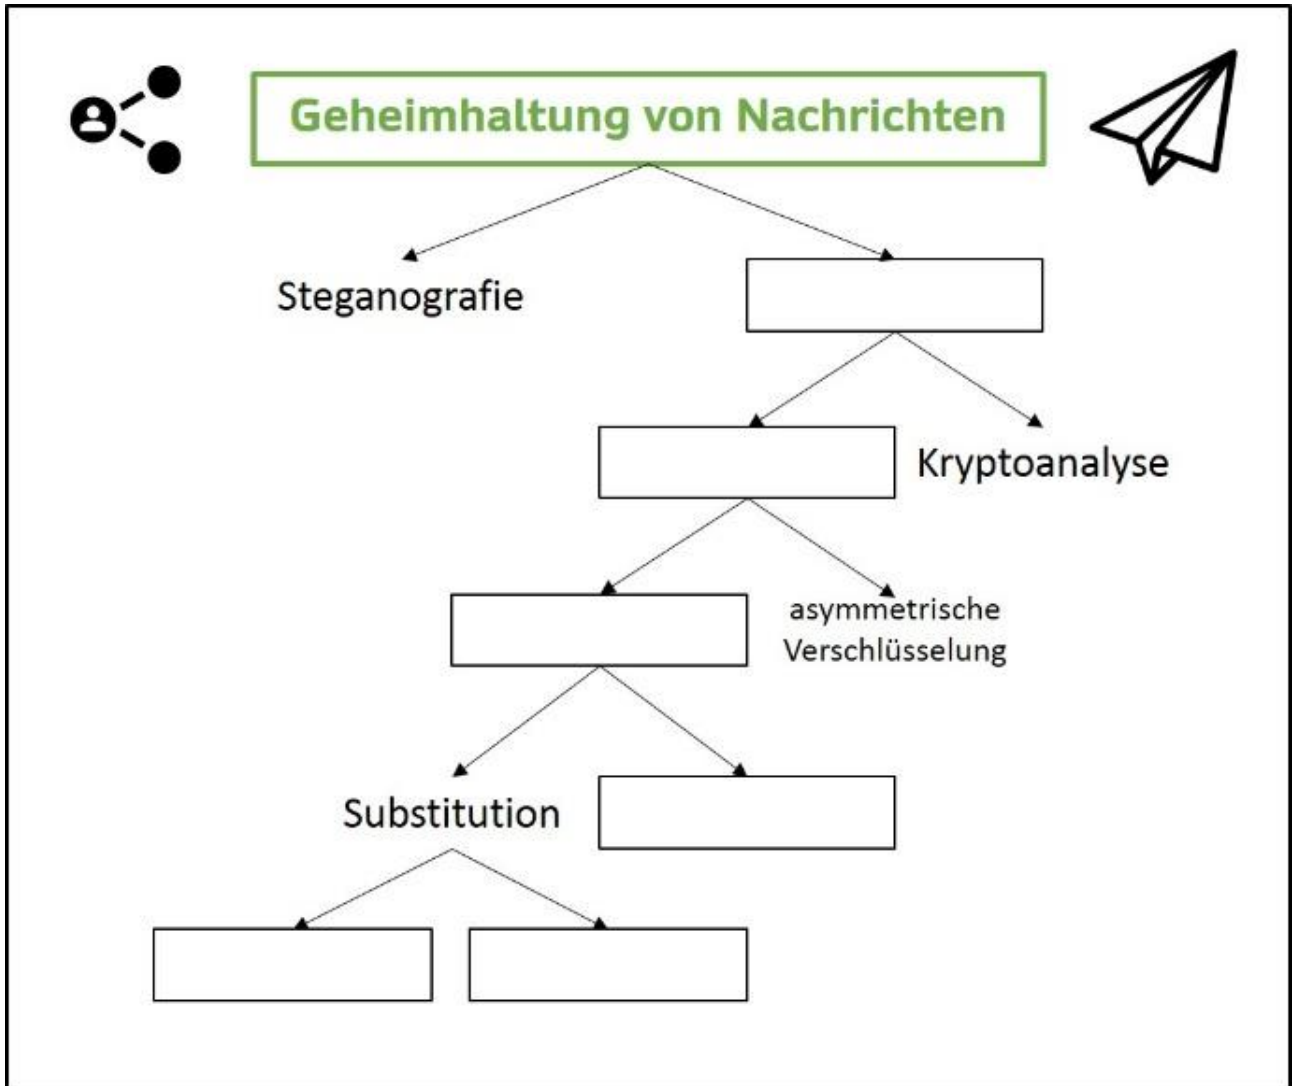 Geheimhaltung von Nachrichten
Steganografie
Kryptoanalyse
asymmetrische
Verschlüsselung
Substitution